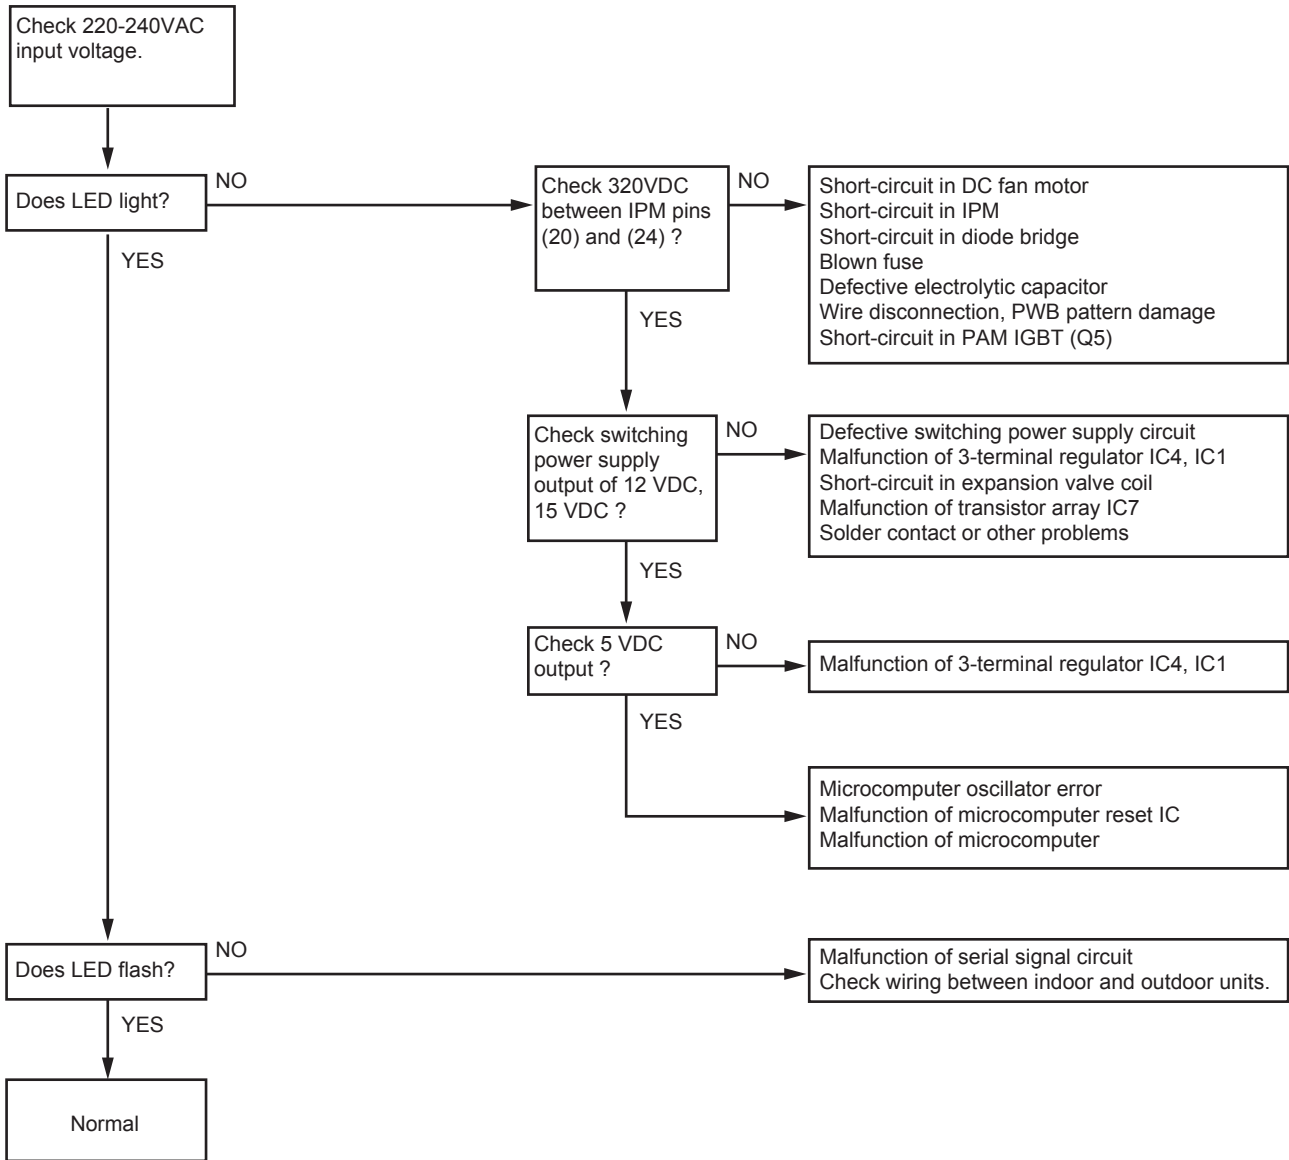 Check 220-240VAC
input voltage.
Does LED light?
NO
YES
Check 320VDC
between IPM pins
(20) and (24) ?
NO
YES
Short-circuit in DC fan motor
Short-circuit in IPM
Short-circuit in diode bridge
Blown fuse
Defective electrolytic capacitor
Wire disconnection, PWB pattern damage
Short-circuit in PAM IGBT (Q5)
Check switching
power supply
output of 12 VDC,
15 VDC ?
NO
YES
Defective switching power supply circuit
Malfunction of 3-terminal regulator IC4, IC1
Short-circuit in expansion valve coil
Malfunction of transistor array IC7
Solder contact or other problems
Check 5 VDC
output ?
NO
YES
Malfunction of 3-terminal regulator IC4, IC1
Microcomputer oscillator error
Malfunction of microcomputer reset IC
Malfunction of microcomputer
Does LED flash?
NO
YES
Malfunction of serial signal circuit
Check wiring between indoor and outdoor units.
Normal